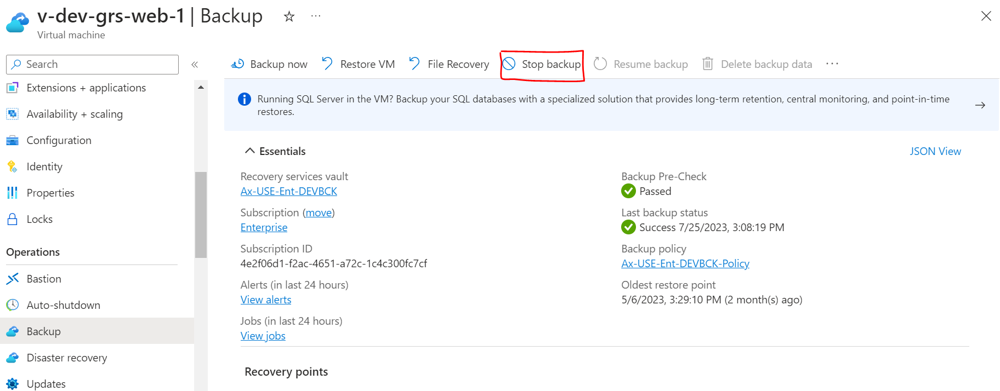 v-dev-grs-web-1 | Backup
Virtual machine
Search
Extensions + applications
Availability + scaling
Configuration
Identity
Properties
Locks
Operations
Bastion
Auto-shutdown
Backup
Disaster recovery
Updates
Backup now Restore VM File Recovery Stop backup Resume backup Delete backup data
Running SQL Server in the VM? Backup your SQL databases with a specialized solution that provides long-term retention, central monitoring, and point-in-time
restores.
Essentials
JSON View
Recovery services vault
Ax-USE-Ent-DEVBCK
Subscription (move)
Enterprise
Subscription ID
4e2f06d1-f2ac-4651-a72c-1c4c300fc7cf
Alerts (in last 24 hours)
View alerts
Jobs (in last 24 hours)
View jobs
Backup Pre-Check
Passed
Last backup status
Success 7/25/2023, 3:08:19 PM
Backup policy
Ax-USE-Ent-DEVBCK-Policy
Oldest restore point
5/6/2023, 3:29:10 PM (2 month(s) ago)
Recovery points